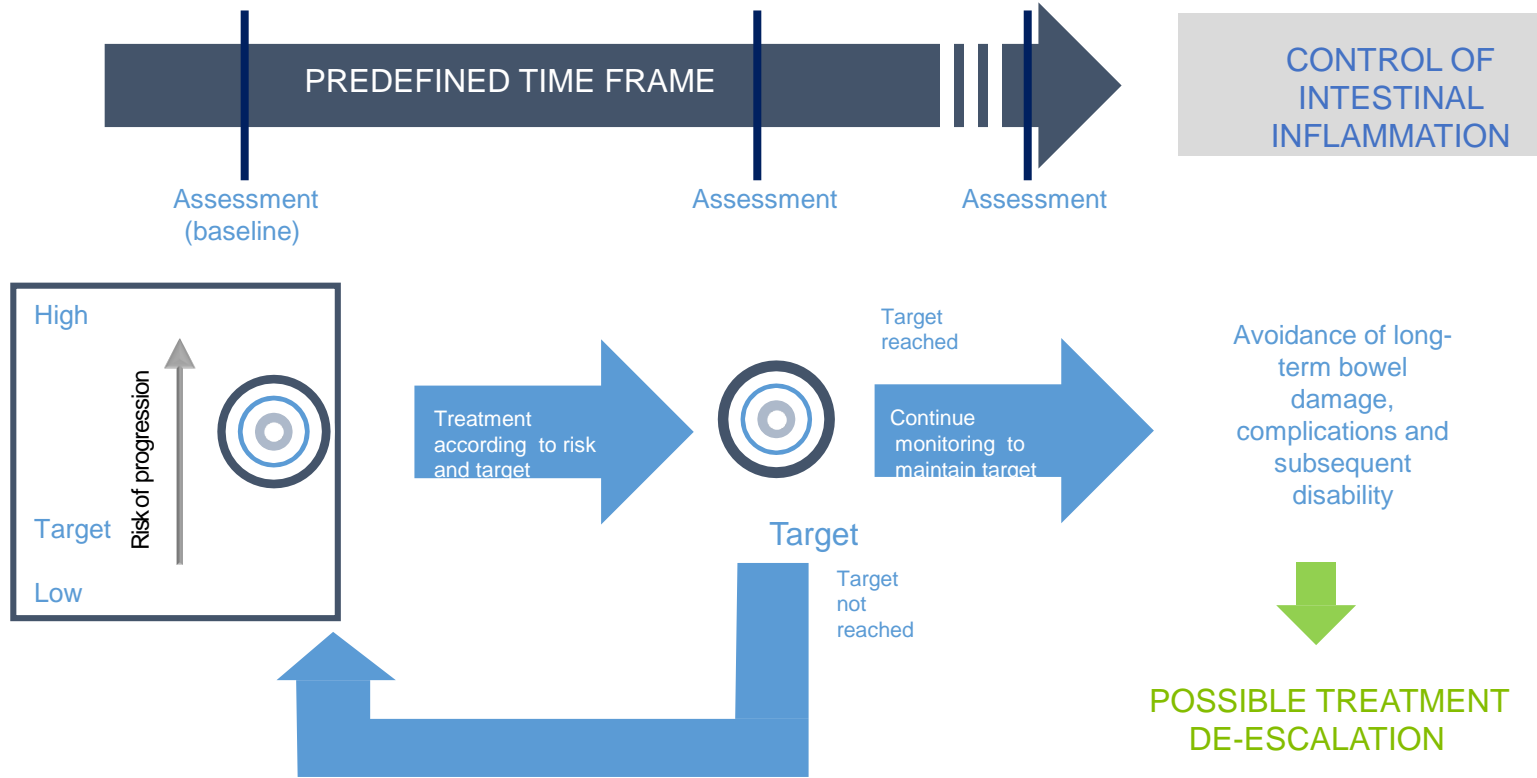 PREDEFINED TIME FRAME
CONTROL OF
INTESTINAL
INFLAMMATION
Assessment
(baseline)
Assessment
Assessment
High
Risk of progression
Target
Low
Treatment
according to risk
and target
Target
reached
Continue
monitoring to
maintain target
Target
Target
not
reached
Avoidance of long-
term bowel
damage,
complications and
subsequent
disability
POSSIBLE TREATMENT
DE-ESCALATION